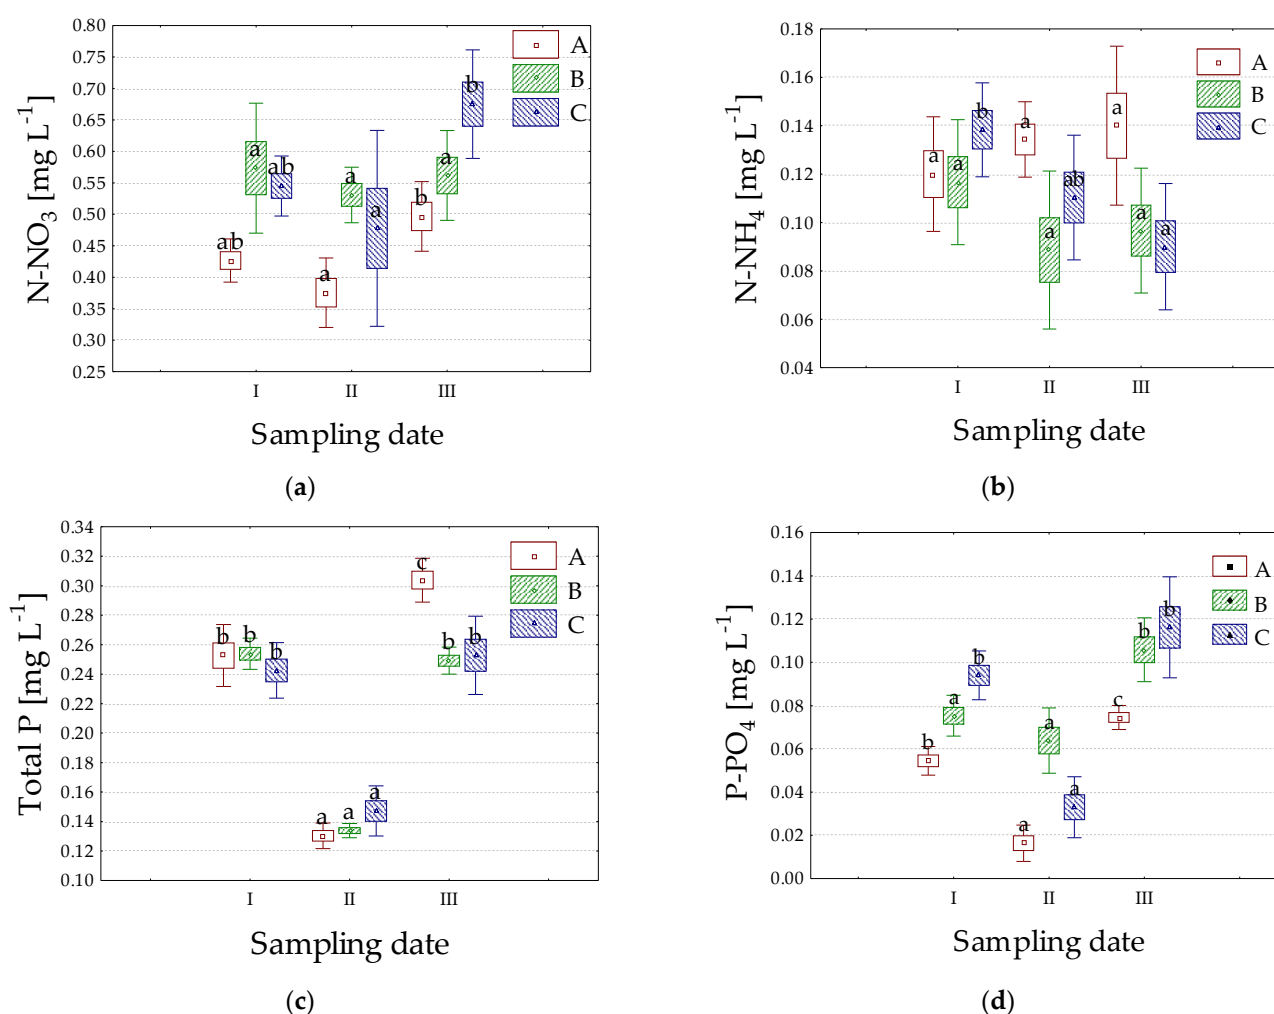 0.80
0.75
0.70
0.65
0.60
0.55
0.50
0.45
0.40
0.35
0.30
0.25
N-NO₃ [mg L⁻¹]
A
B
C
ab
a
ab
a
a
a
b
a
b
I II III
Sampling date
(a)
0.18
0.16
0.14
0.12
0.10
0.08
0.06
0.04
N-NH₄ [mg L⁻¹]
A
B
C
a
a
b
a
a
ab
a
a
a
I II III
Sampling date
(b)
0.34
0.32
0.30
0.28
0.26
0.24
0.22
0.20
0.18
0.16
0.14
0.12
0.10
Total P [mg L⁻¹]
A
B
C
b
b
b
a
a
a
c
b
b
I II III
Sampling date
(c)
0.16
0.14
0.12
0.10
0.08
0.06
0.04
0.02
0.00
P-PO₄ [mg L⁻¹]
A
B
C
b
a
b
a
a
a
c
b
b
I II III
Sampling date
(d)